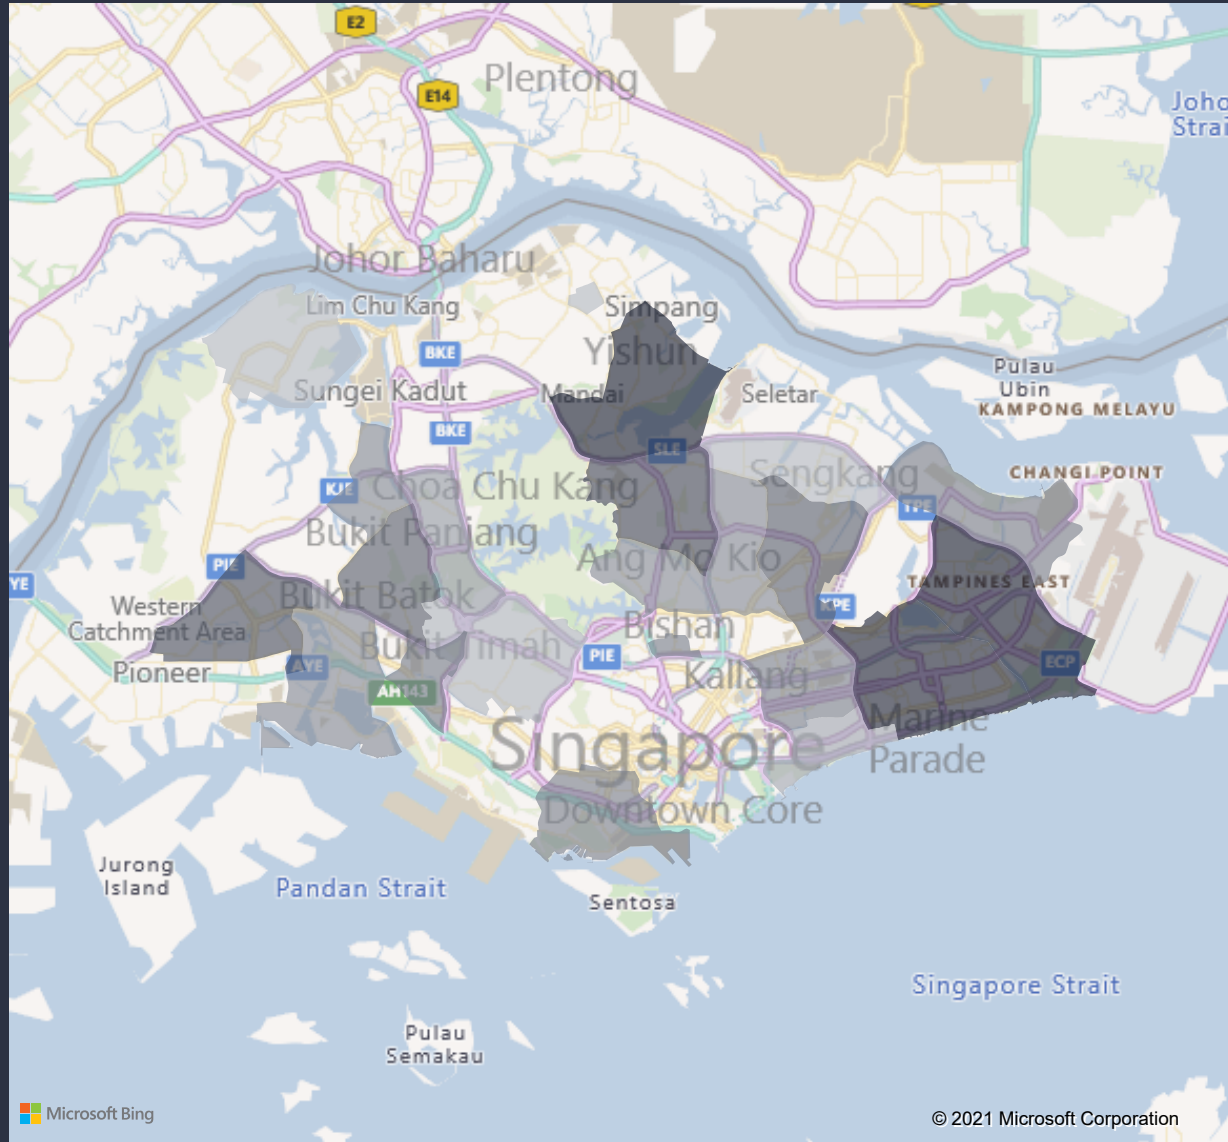 E2
Plentong
E14
Joho
Strai
Johor Baharu
Lim Chu Kang
Simpang
BKE
Yishun
Pulau
Ubin
Sungei Kadut
Mandai
Seletar
KAMPONG MELAYU
BKE
SLE
Sengkang
CHANGI POINT
KJE
Choa Chu Kang
TPE
Bukit Panjang
Ang Mo Kio
PIE
YE
TAMPINES EAST
Bukit Batok
Western
Catchment Area
KPE
Bishan
Bukit Timah
PIE
ECP
Pioneer
AYE
Kallang
AH143
Marine
Parade
Singapore
Downtown Core
Jurong
Island
Pandan Strait
Sentosa
Singapore Strait
Pulau
Semakau
Microsoft Bing
© 2021 Microsoft Corporation